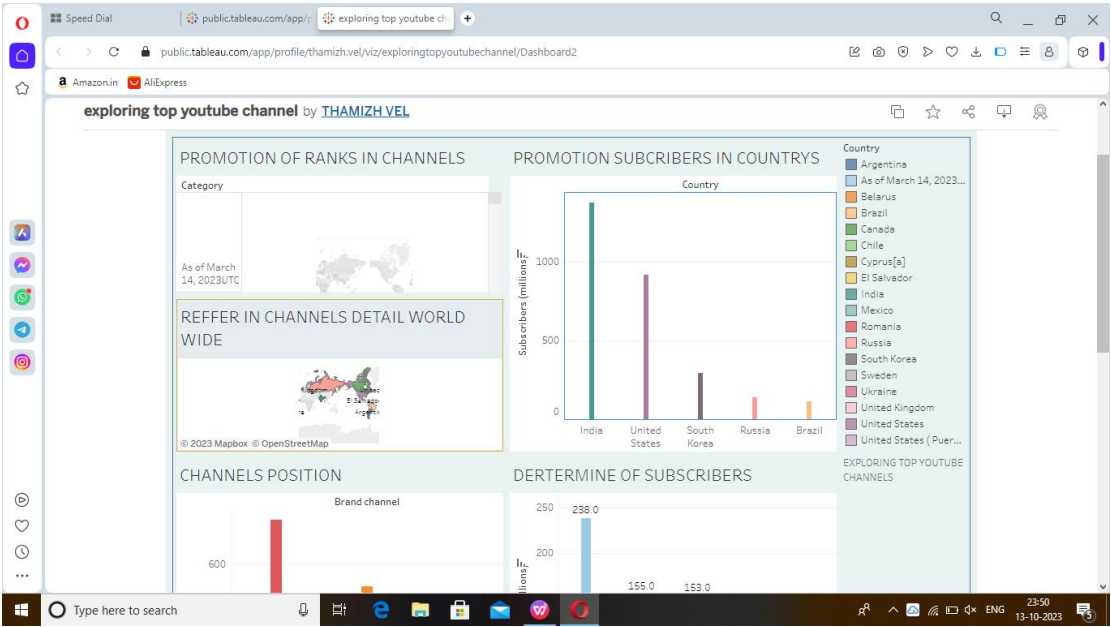 Speed Dial
public.tableau.com/app/p
exploring top youtube ch
public.tableau.com/app/profile/thamizh.vel/viz/exploringtopyoutubechannel/Dashboard2
Amazon.in
AliExpress
exploring top youtube channel by THAMIZH VEL
PROMOTION OF RANKS IN CHANNELS
Category
As of March
14, 2023UTC
REFFER IN CHANNELS DETAIL WORLD
WIDE
El Salvador
© 2023 Mapbox © OpenStreetMap
PROMOTION SUBCRIBERS IN COUNTRYS
Country
Subscribers (millions)
1000
500
0
India
United
States
South
Korea
Russia
Brazil
Country
Argentina
As of March 14, 2023...
Belarus
Brazil
Canada
Chile
Cyprus[a]
El Salvador
India
Mexico
Romania
Russia
South Korea
Sweden
Ukraine
United Kingdom
United States
United States ( Puer...
EXPLORING TOP YOUTUBE
CHANNELS
CHANNELS POSITION
Brand channel
600
DERTERMINE OF SUBSCRIBERS
250
200
238.0
155.0
153.0
Type here to search
ENG
23:50
13-10-2023
5